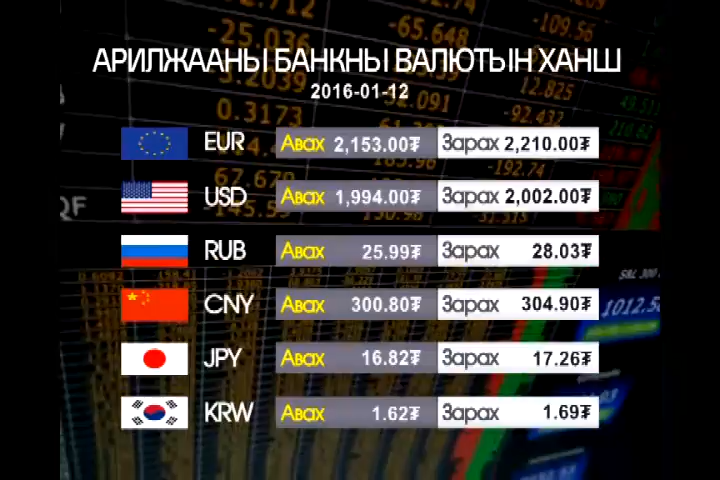 АРИЛЖААНЫ БАНКНЫ ВАЛЮТЫН ХАНШ
2016-01-12
EUR Авах 2,153.00₮ Зарах 2,210.00₮
USD Авах 1,994.00₮ Зарах 2,002.00₮
RUB Авах 25.99₮ Зарах 28.03₮
CNY Авах 300.80₮ Зарах 304.90₮
JPY Авах 16.82₮ Зарах 17.26₮
KRW Авах 1.62₮ Зарах 1.69₮